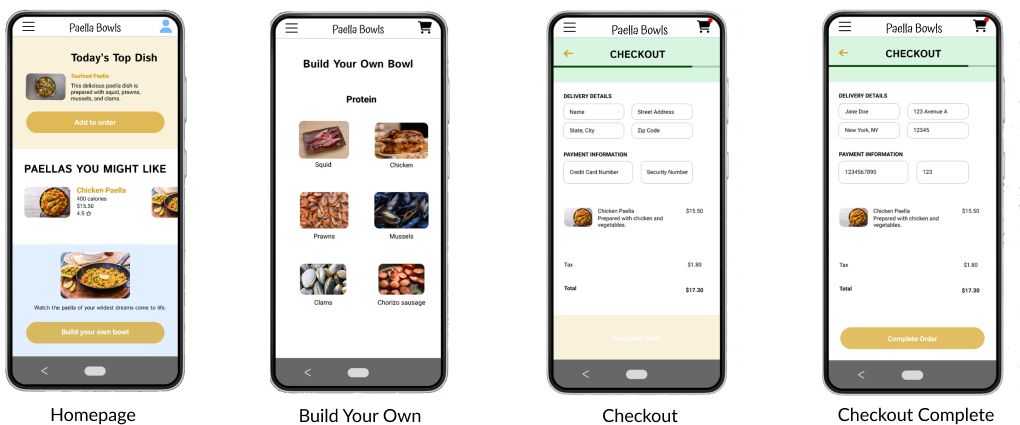 Paella Bowls
Today's Top Dish
Seafood Paella
This delicious paella dish is
prepared with squid, prawns,
mussels, and clams.
Add to order
PAELLAS YOU MIGHT LIKE
Chicken Paella
400 calories
$15.50
4.5
Watch the paella of your wildest dreams come to life.
Build your own bowl
Homepage
Paella Bowls
Build Your Own Bowl
Protein
Squid
Chicken
Prawns
Mussels
Clams
Chorizo sausage
Build Your Own
Paella Bowls
CHECKOUT
DELIVERY DETAILS
Name
Street Address
State, City
Zip Code
PAYMENT INFORMATION
Credit Card Number
Security Number
Chicken Paella
$15.50
Prepared with chicken and
vegetables.
Tax
$1.80
Total
$17.30
Complete Order
Checkout
Paella Bowls
CHECKOUT
DELIVERY DETAILS
Jane Doe
123 Avenue A
New York, NY
12345
PAYMENT INFORMATION
1234567890
123
Chicken Paella
$15.50
Prepared with chicken and
vegetables.
Tax
$1.80
Total
$17.30
Complete Order
Checkout Complete